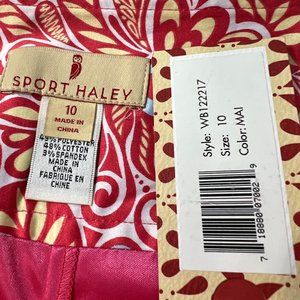 SPORT HALEY
10
MADE IN
CHINA
49% POLYESTER
48% COTTON
3% SPANDEX
MADE IN
CHINA
FABRIQUE EN
CHINE
Style: WB122217
Size: 10
Color: MAI
7 18880 07002 9